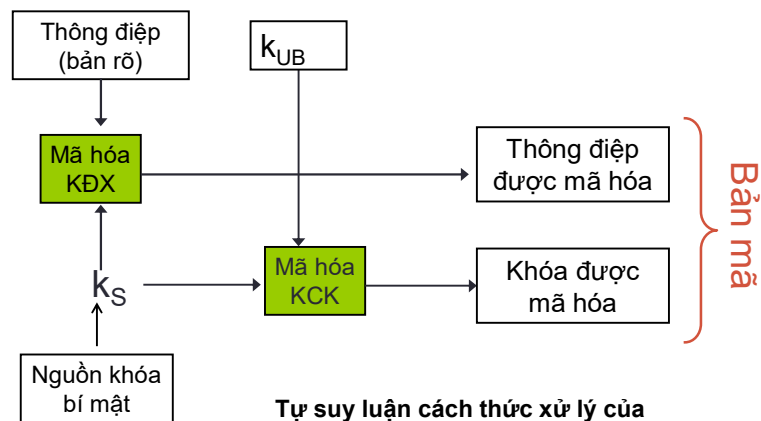 Thông điệp
(bản rõ)
kUB
Mã hóa
KĐX
Thông điệp
được mã hóa
Bản mã
kS
Mã hóa
KCK
Khóa được
mã hóa
Nguồn khóa
bí mật
Tự suy luận cách thức xử lý của